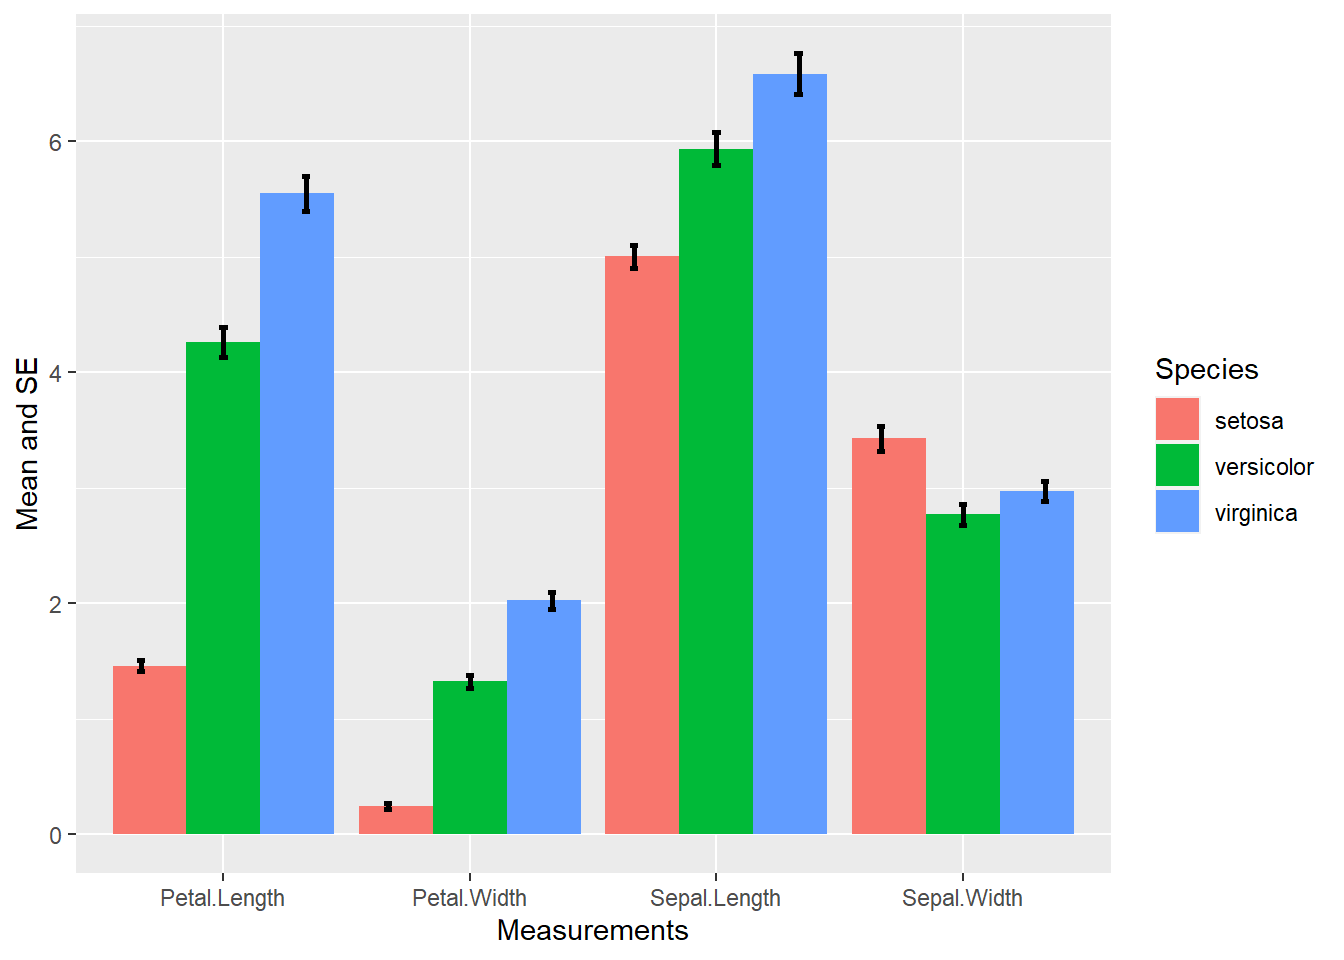 Mean and SE
6
4
2
0
Petal.Length
Petal.Width
Sepal.Length
Sepal.Width
Measurements
Species
setosa
versicolor
virginica